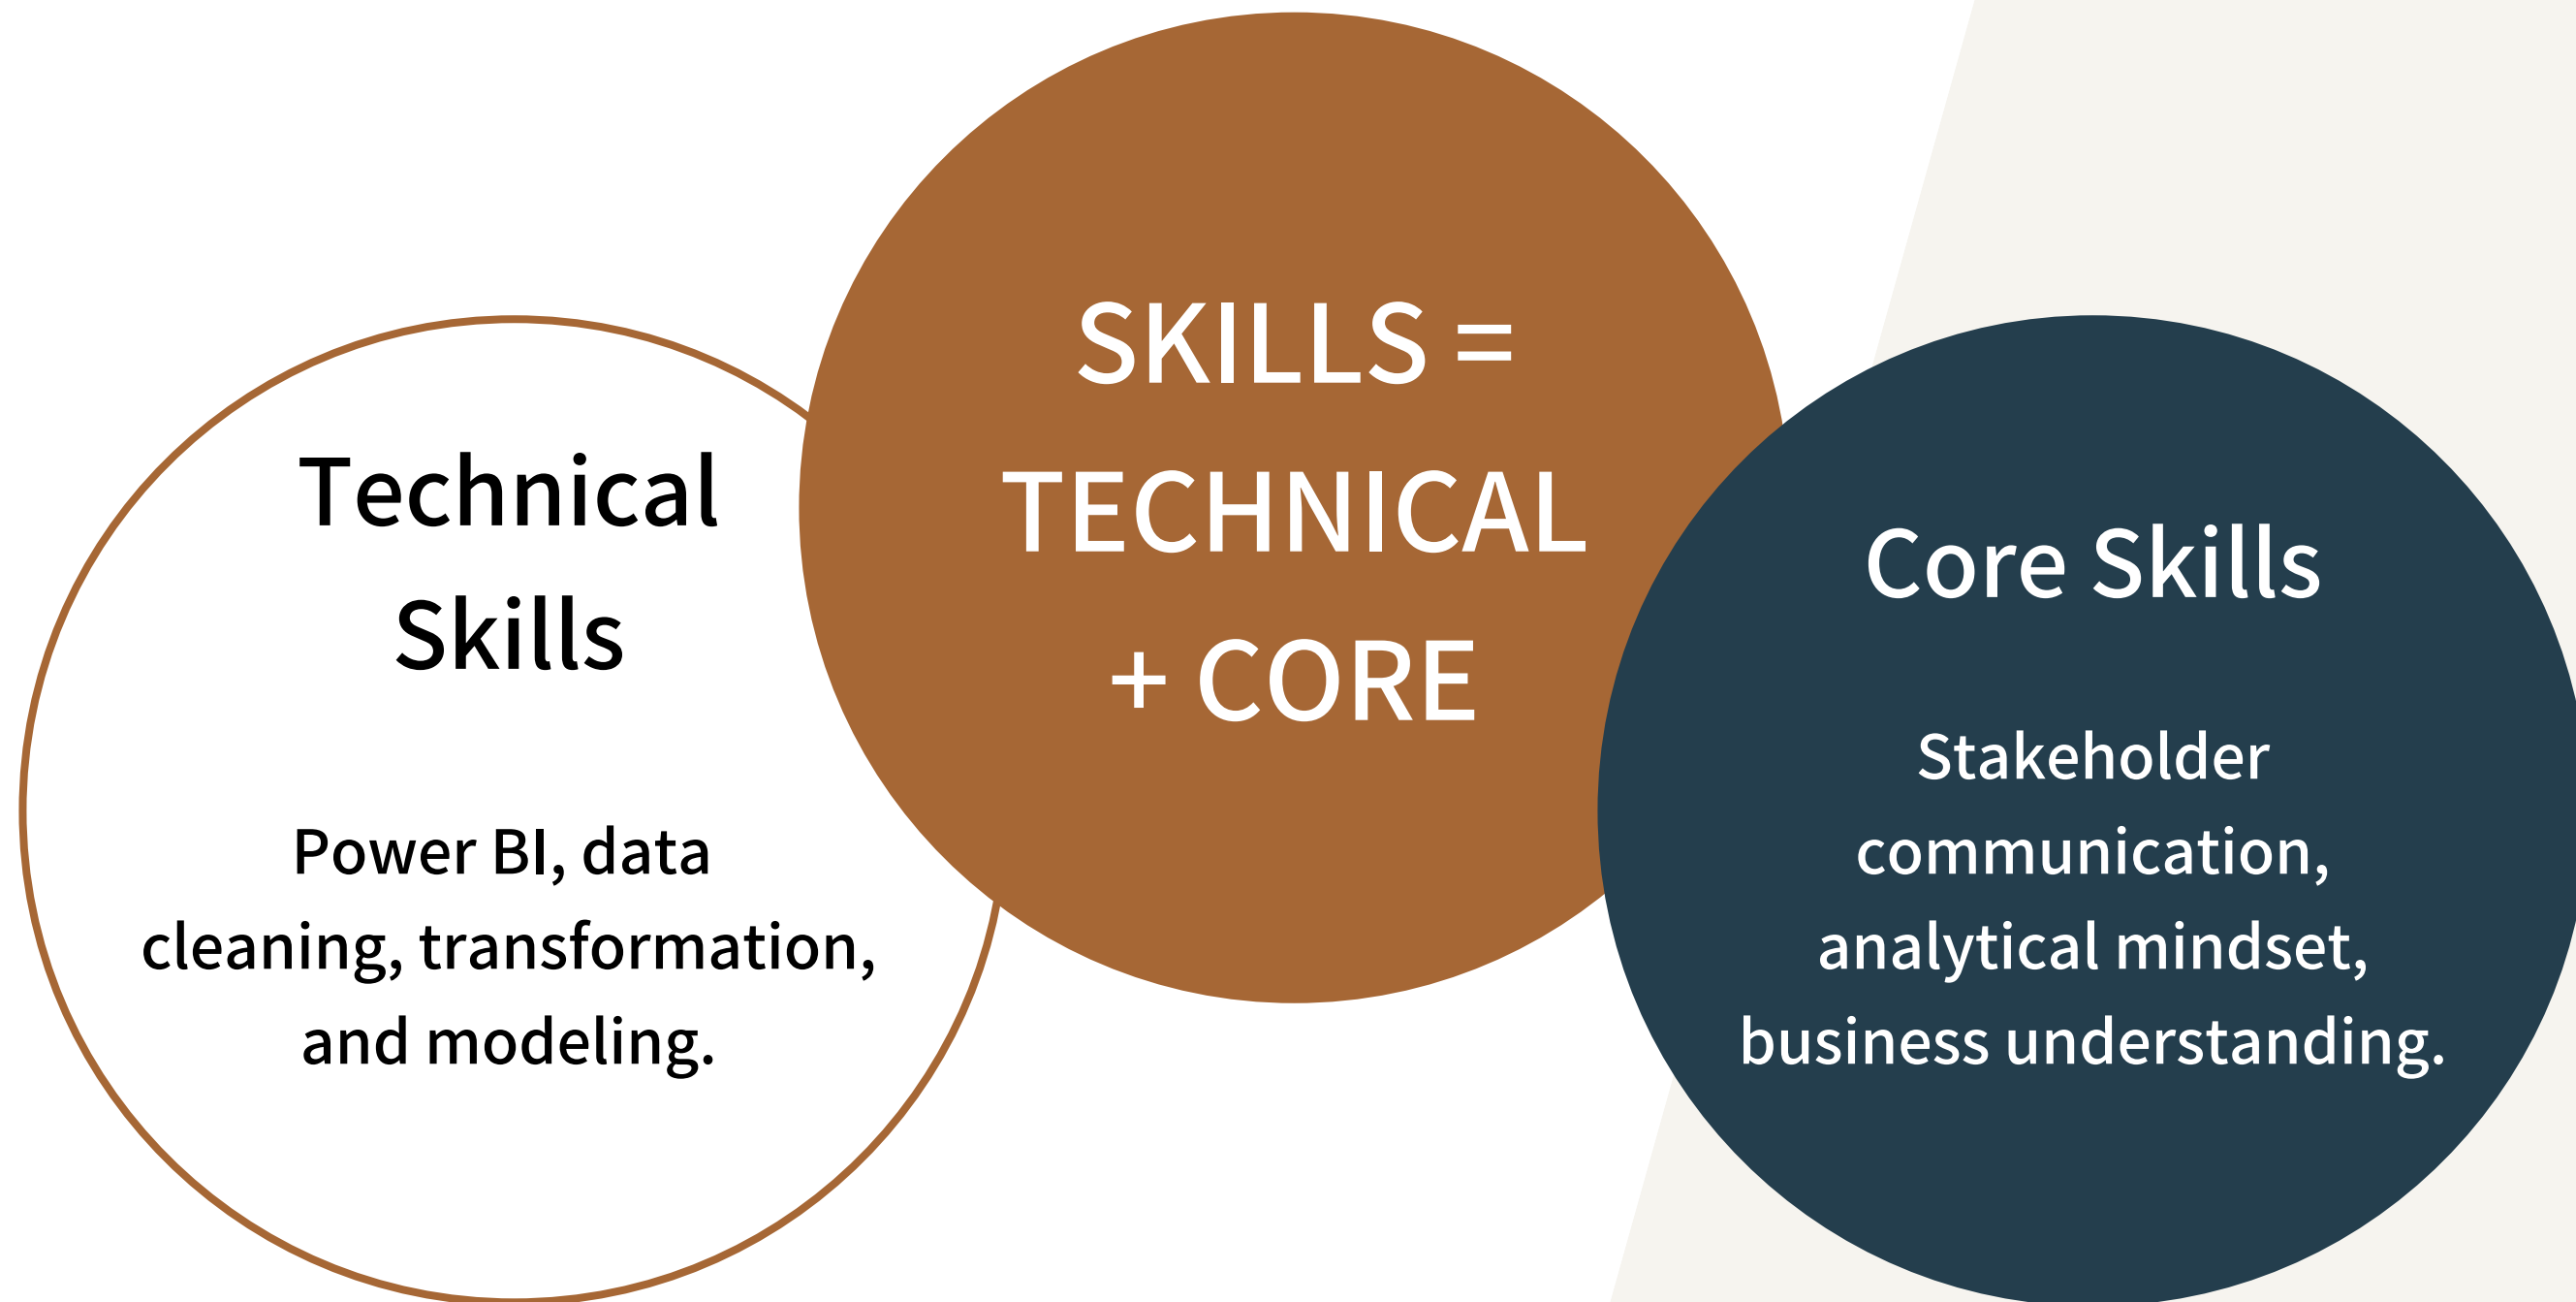 Technical
Skills
Power BI, data
cleaning, transformation,
and modeling.
SKILLS =
TECHNICAL
+ CORE
Core Skills
Stakeholder
communication,
analytical mindset,
business understanding.